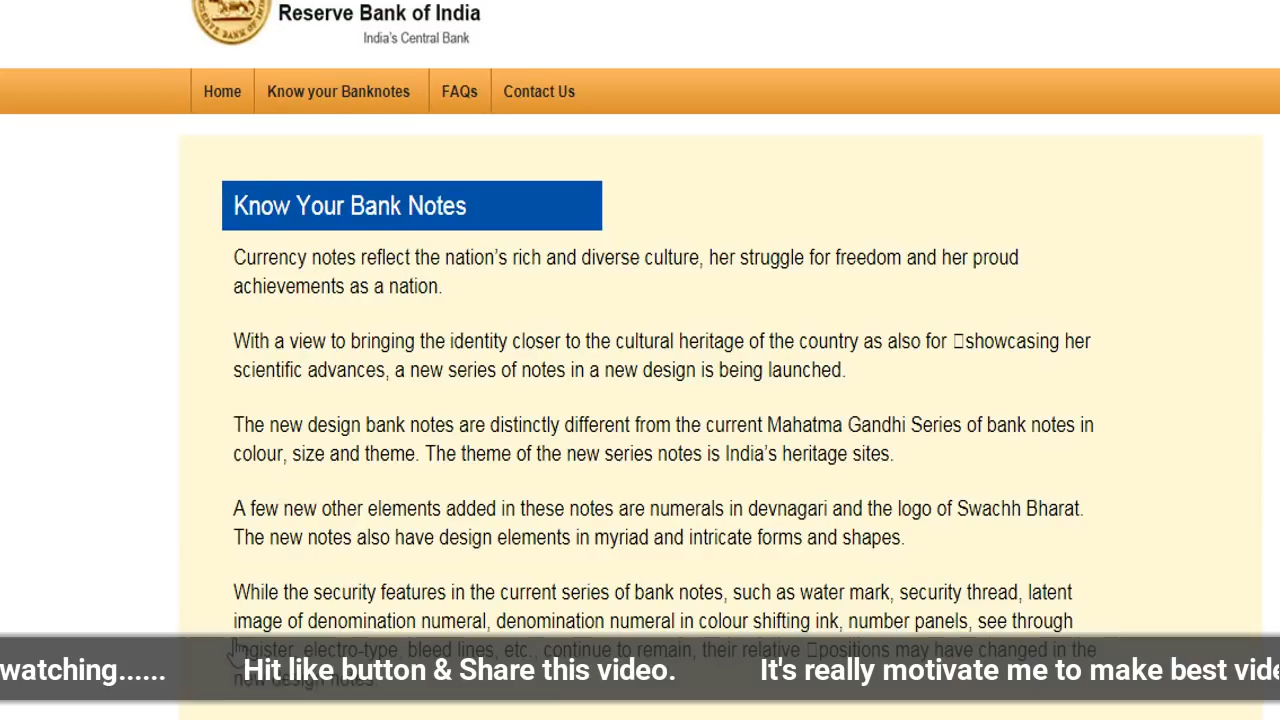 Reserve Bank of India
India's Central Bank
Home Know your Banknotes FAQs Contact Us
Know Your Bank Notes
Currency notes reflect the nation’s rich and diverse culture, her struggle for freedom and her proud
achievements as a nation.
With a view to bringing the identity closer to the cultural heritage of the country as also for showcasing her
scientific advances, a new series of notes in a new design is being launched.
The new design bank notes are distinctly different from the current Mahatma Gandhi Series of bank notes in
colour, size and theme. The theme of the new series notes is India’s heritage sites.
A few new other elements added in these notes are numerals in devnagari and the logo of Swachh Bharat.
The new notes also have design elements in myriad and intricate forms and shapes.
While the security features in the current series of bank notes, such as water mark, security thread, latent
image of denomination numeral, denomination numeral in colour shifting ink, number panels, see through
register, electro-type, bleed lines, etc., continue to remain, their relative positions may have changed in the
new design notes
watching...... Hit like button & Share this video. It's really motivate me to make best vide